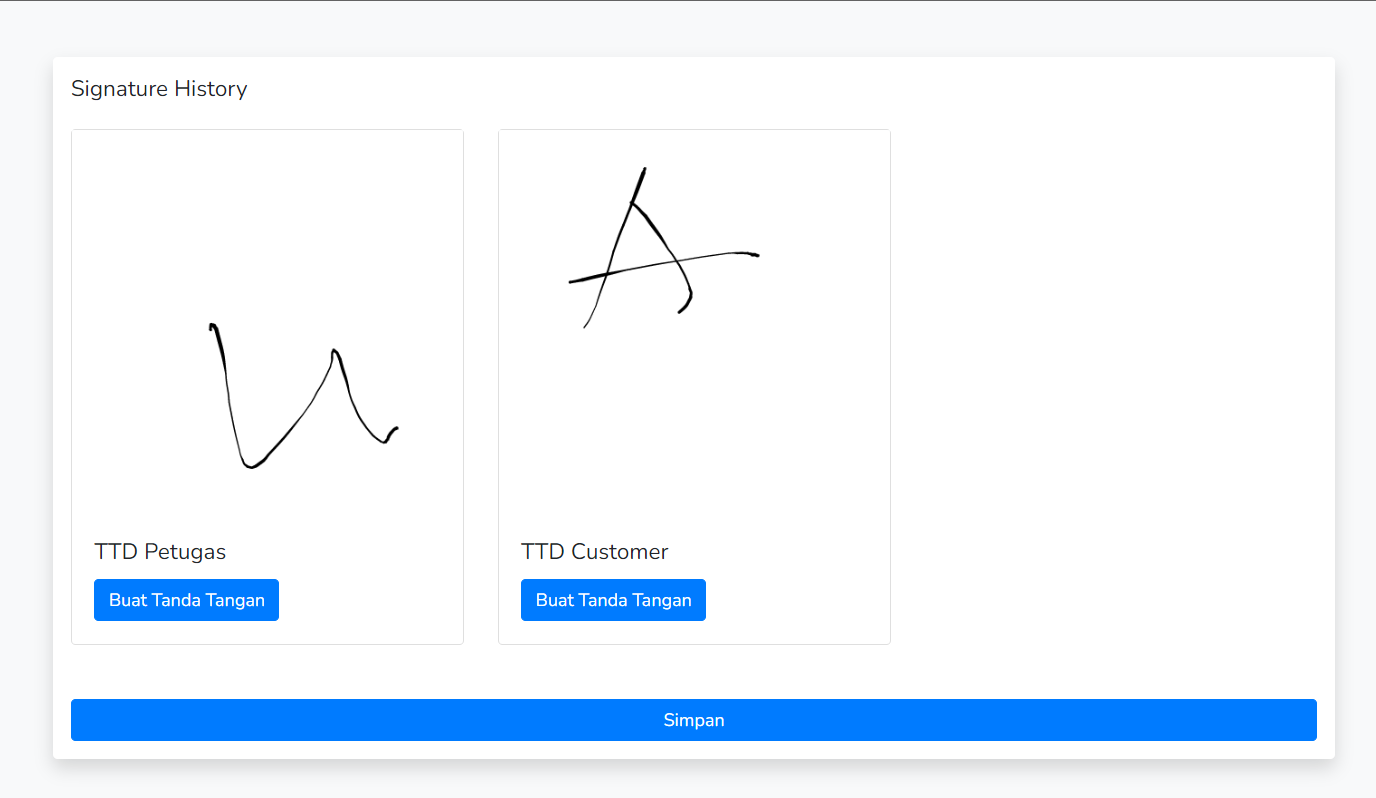 Signature History
A
TTD Petugas
TTD Customer
Buat Tanda Tangan
Buat Tanda Tangan
Simpan